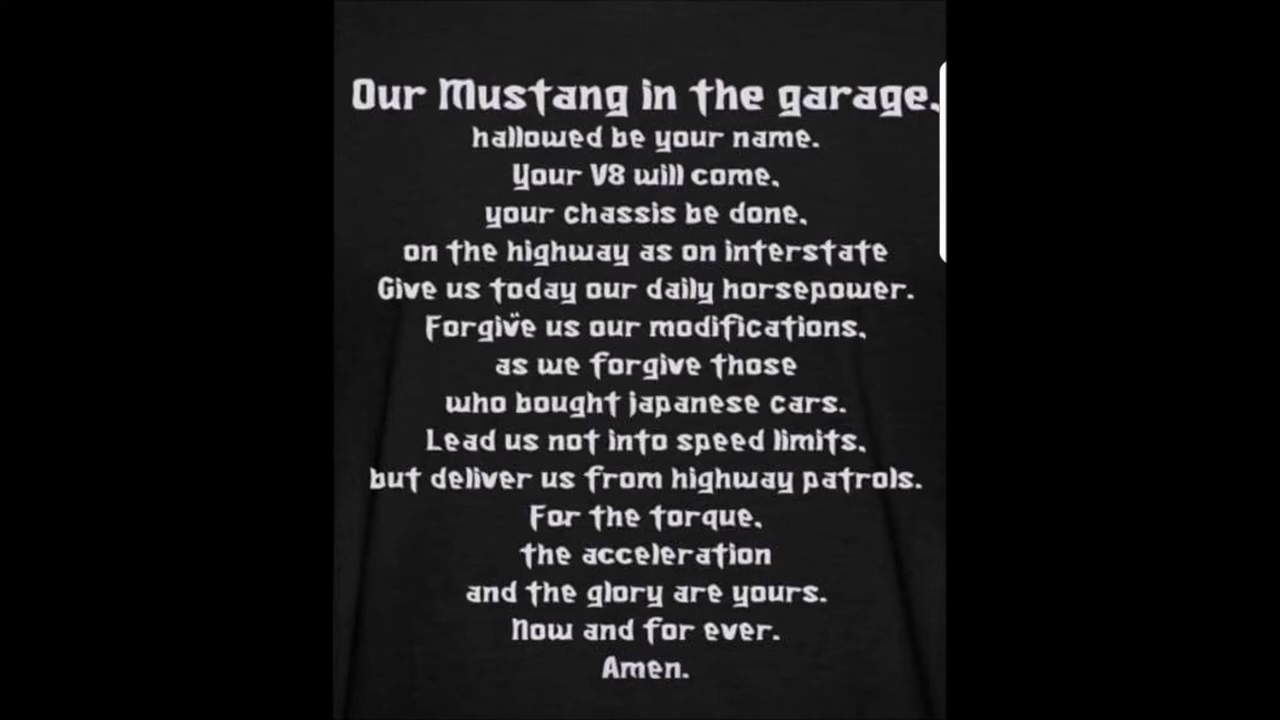 Our Mustang in the garage,
hallowed be your name.
Your V8 will come,
your chassis be done,
on the highway as on interstate
Give us today our daily horsepower.
Forgive us our modifications,
as we forgive those
who bought japanese cars.
Lead us not into speed limits,
but deliver us from highway patrols.
For the torque,
the acceleration
and the glory are yours.
Now and for ever.
Amen.